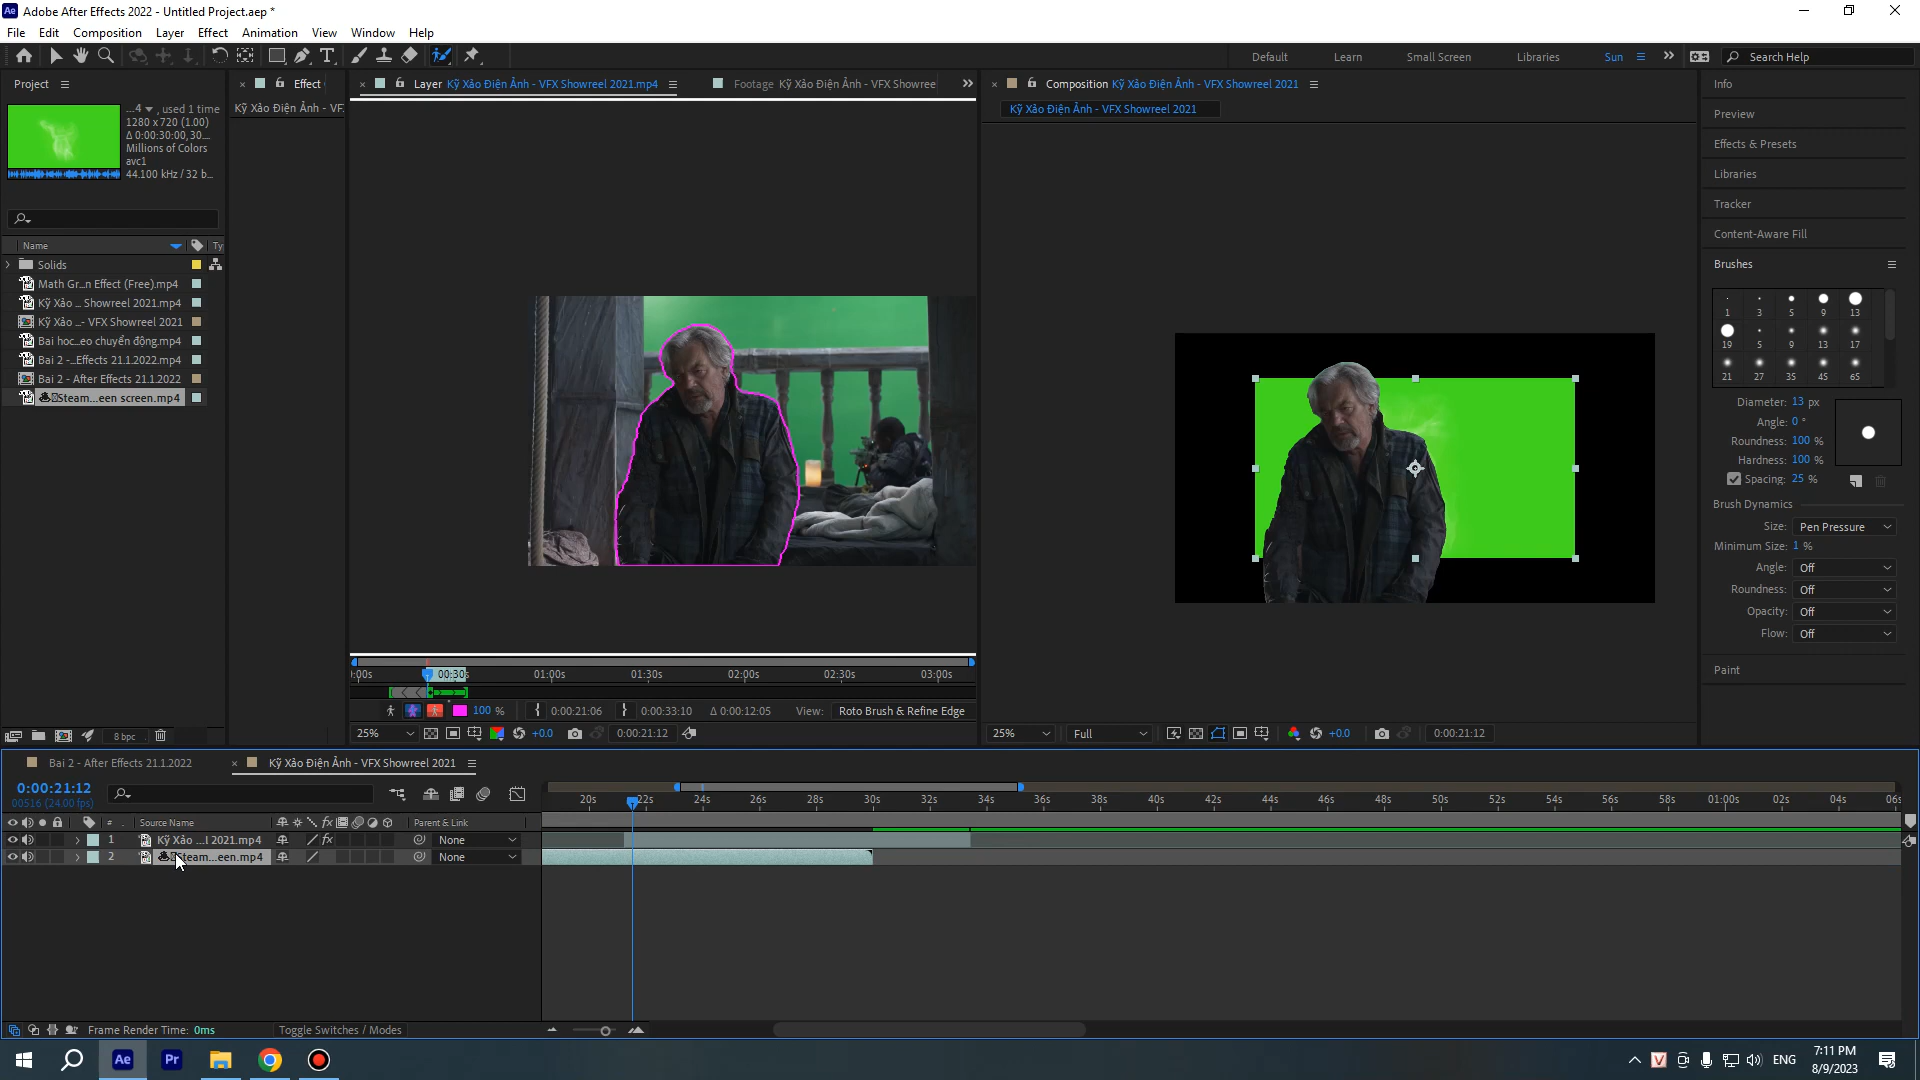 Adobe After Effects 2022 - Untitled Project.aep *
File Edit Composition Layer Effect Animation View Window Help
Default Learn Small Screen Libraries Sun Search Help
Project
...4 , used 1 time
1280 x 720 (1.00)
Δ 0:00:30:00, 30....
Millions of Colors
avc1
44.100 kHz / 32 b...
Name Ty
Solids
Math Gr...n Effect (Free).mp4
Kỹ Xảo ... Showreel 2021.mp4
Kỹ Xảo ...- VFX Showreel 2021
Bai hoc...eo chuyển động.mp4
Bai 2 -...Effects 21.1.2022.mp4
Bai 2 - After Effects 21.1.2022
Steam...een screen.mp4
8 bpc
Effect
Kỹ Xảo Điện Ảnh - VF
Layer Kỹ Xảo Điện Ảnh - VFX Showreel 2021.mp4
Footage Kỹ Xảo Điện Ảnh - VFX Showree
):00s 00:30s 01:00s 01:30s 02:00s 02:30s 03:00s
100 % 0:00:21:06 0:00:33:10 Δ 0:00:12:05 View: Roto Brush & Refine Edge
25% +0.0 0:00:21:12
Composition Kỹ Xảo Điện Ảnh - VFX Showreel 2021
Kỹ Xảo Điện Ảnh - VFX Showreel 2021
25% Full +0.0 0:00:21:12
Info
Preview
Effects & Presets
Libraries
Tracker
Content-Aware Fill
Brushes
1 3 5 9 13
19 5 9 13 17
21 27 35 45 65
Diameter: 13 px
Angle: 0 °
Roundness: 100 %
Hardness: 100 %
Spacing: 25 %
Brush Dynamics
Size: Pen Pressure
Minimum Size: 1 %
Angle: Off
Roundness: Off
Opacity: Off
Flow: Off
Paint
Bai 2 - After Effects 21.1.2022
Kỹ Xảo Điện Ảnh - VFX Showreel 2021
0:00:21:12
00516 (24.00 fps)
20s 22s 24s 26s 28s 30s 32s 34s 36s 38s 40s 42s 44s 46s 48s 50s 52s 54s 56s 58s 01:00s 02s 04s 06s
# Source Name fx Parent & Link
1 Kỹ Xảo ...l 2021.mp4 fx None
2 Steam...een.mp4 None
Frame Render Time: 0ms Toggle Switches / Modes
Ae Pr
ENG
7:11 PM
8/9/2023